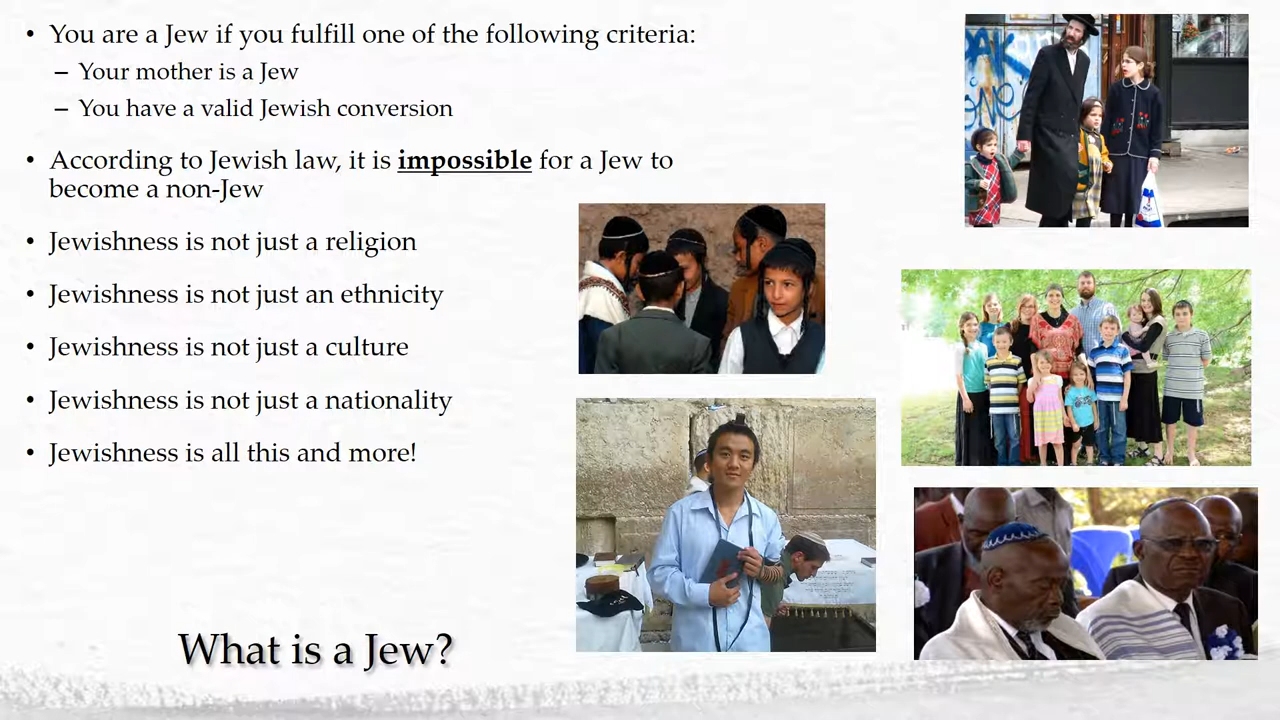 • You are a Jew if you fulfill one of the following criteria:
– Your mother is a Jew
– You have a valid Jewish conversion
• According to Jewish law, it is impossible for a Jew to
become a non-Jew
• Jewishness is not just a religion
• Jewishness is not just an ethnicity
• Jewishness is not just a culture
• Jewishness is not just a nationality
• Jewishness is all this and more!
What is a Jew?